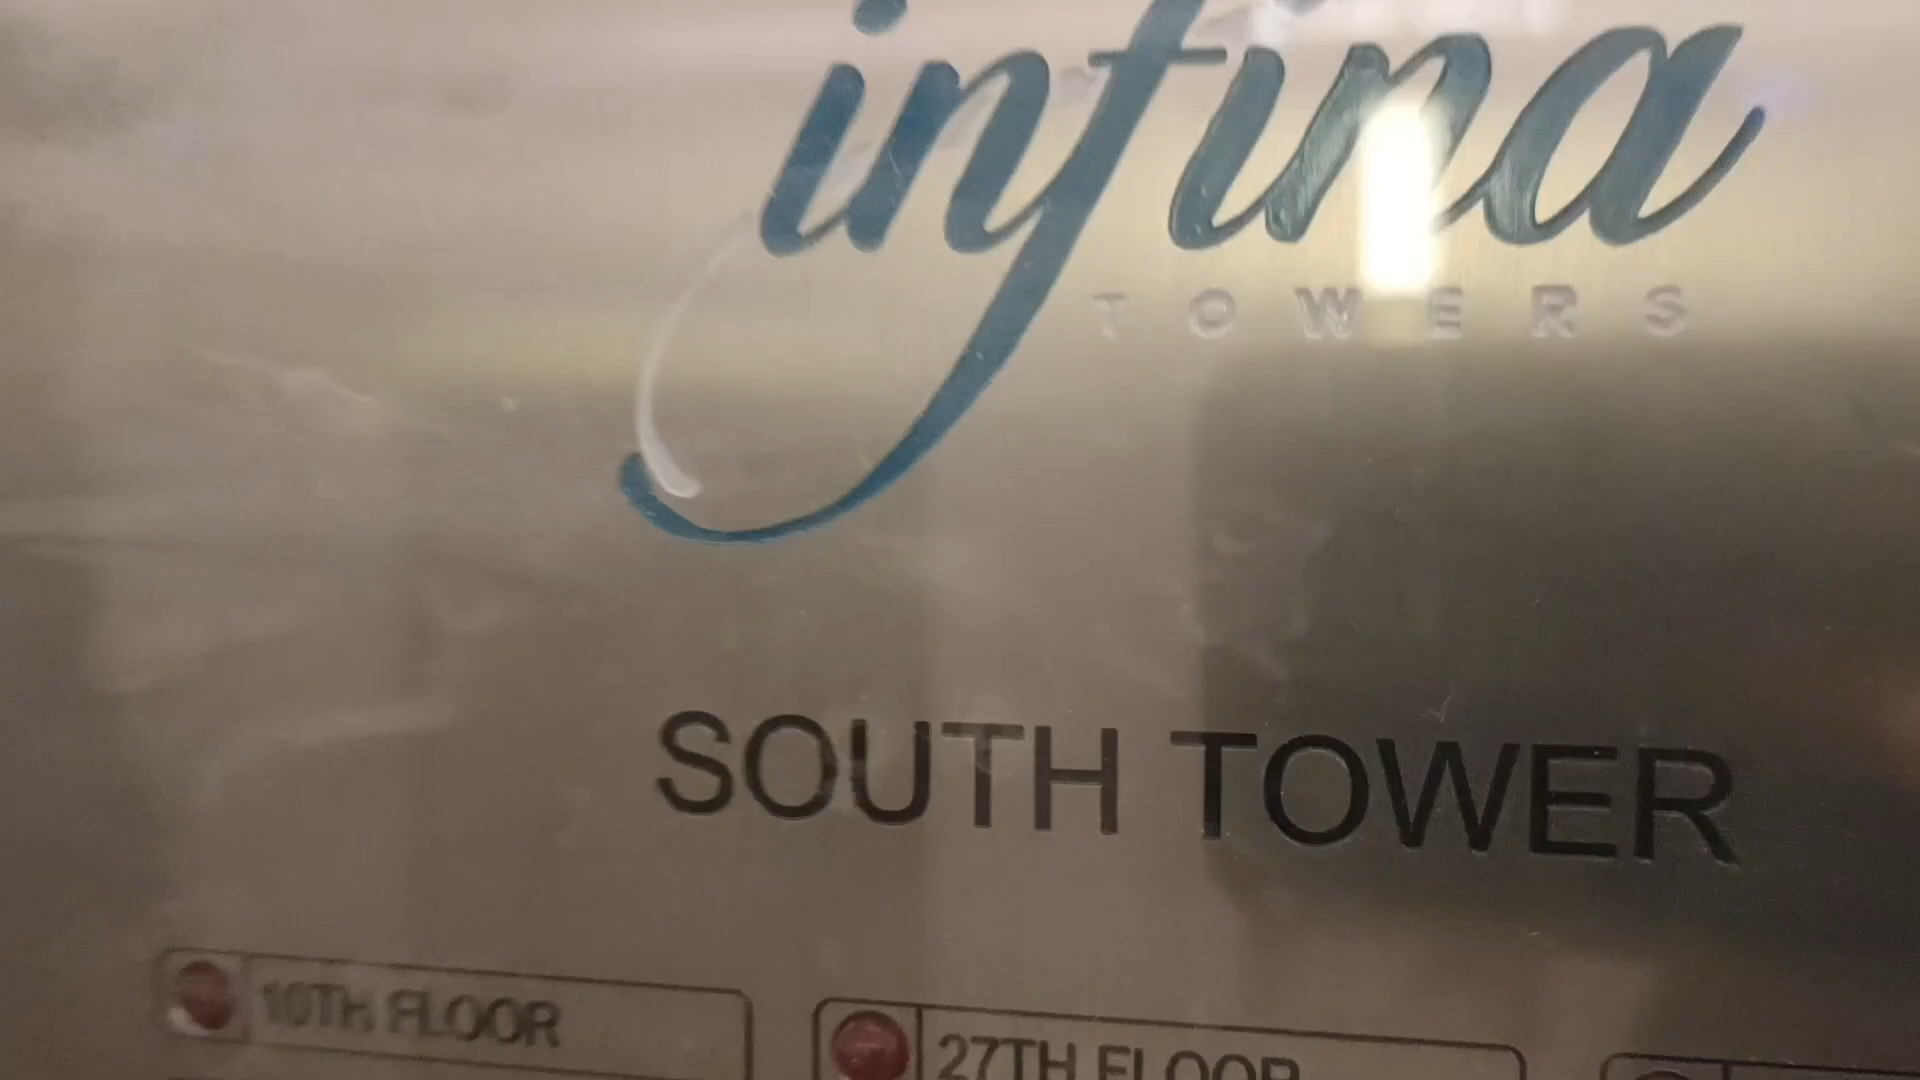 infina
TOWERS
SOUTH TOWER
10TH FLOOR
27TH FLOOR